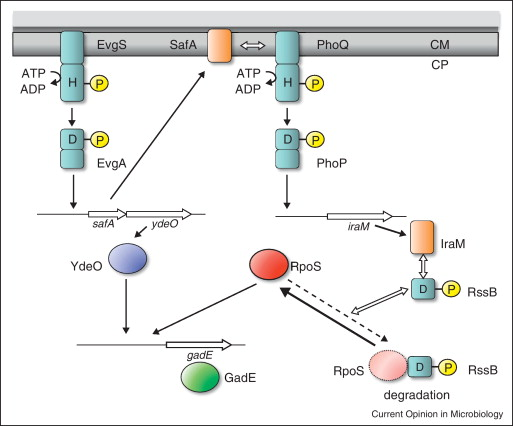 EvgS SafA PhoQ CM
CP
ATP
ADP
H
P
ATP
ADP
H
P
D
P
EvgA
D
P
PhoP
safA ydeO
iraM
IraM
YdeO
RpoS
D
P
RssB
gadE
GadE
RpoS
D
P
RssB
degradation
Current Opinion in Microbiology
D
D